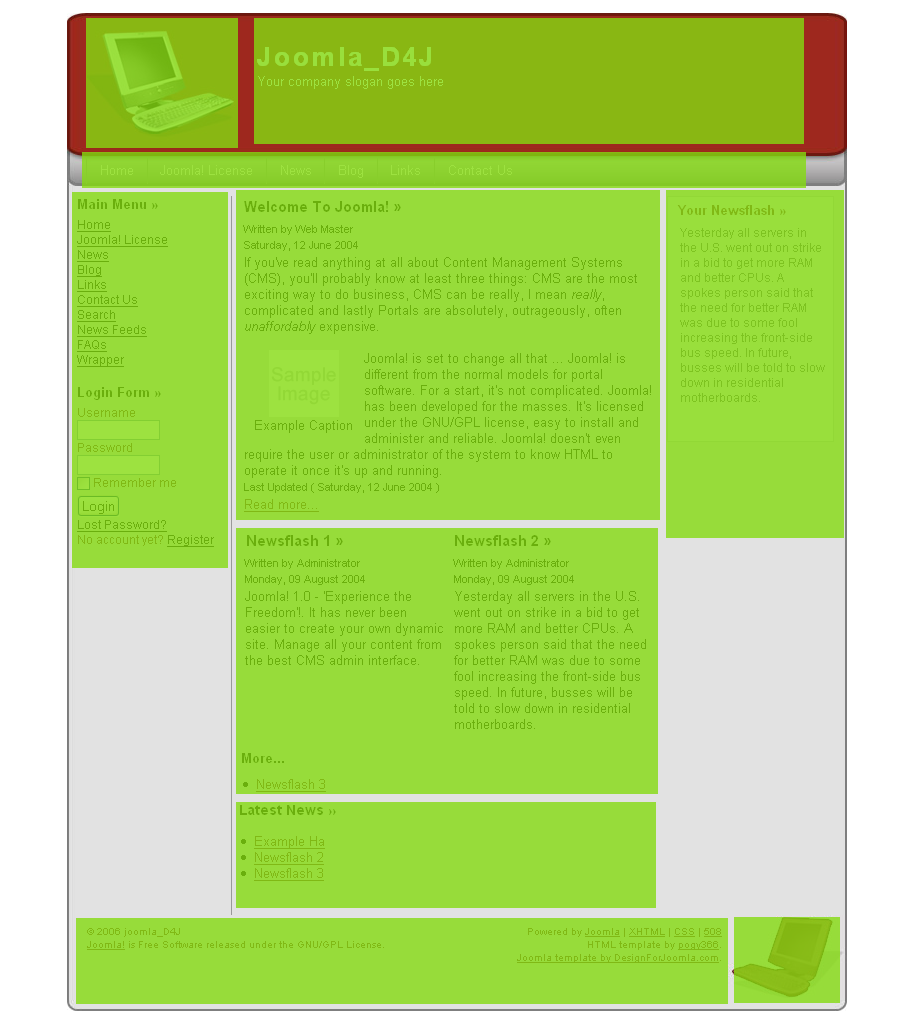 Joomla_D4J
Your company slogan goes here
Home Joomla! License News Blog Links Contact Us
Main Menu »
Home
Joomla! License
News
Blog
Links
Contact Us
Search
News Feeds
FAQs
Wrapper
Login Form »
Username
Password
Remember me
Login
Lost Password?
No account yet? Register
Welcome To Joomla! »
Written by Web Master
Saturday, 12 June 2004
If you've read anything at all about Content Management Systems
(CMS), you'll probably know at least three things: CMS are the most
exciting way to do business, CMS can be really, I mean really,
complicated and lastly Portals are absolutely, outrageously, often
unaffordably expensive.
Sample
Image
Example Caption
Joomla! is set to change all that ... Joomla! is
different from the normal models for portal
software. For a start, it's not complicated. Joomla!
has been developed for the masses. It's licensed
under the GNU/GPL license, easy to install and
administer and reliable. Joomla! doesn't even
require the user or administrator of the system to know HTML to
operate it once it's up and running.
Last Updated ( Saturday, 12 June 2004 )
Read more...
Newsflash 1 »
Written by Administrator
Monday, 09 August 2004
Joomla! 1.0 - 'Experience the
Freedom'!. It has never been
easier to create your own dynamic
site. Manage all your content from
the best CMS admin interface.
Newsflash 2 »
Written by Administrator
Monday, 09 August 2004
Yesterday all servers in the U.S.
went out on strike in a bid to get
more RAM and better CPUs. A
spokes person said that the need
for better RAM was due to some
fool increasing the front-side bus
speed. In future, busses will be
told to slow down in residential
motherboards.
More...
Newsflash 3
Latest News »
Example Ha
Newsflash 2
Newsflash 3
Your Newsflash »
Yesterday all servers in
the U.S. went out on strike
in a bid to get more RAM
and better CPUs. A
spokes person said that
the need for better RAM
was due to some fool
increasing the front-side
bus speed. In future,
busses will be told to slow
down in residential
motherboards.
© 2006 joomla_D4J
Joomla! is Free Software released under the GNU/GPL License.
Powered by Joomla | XHTML | CSS | 508
HTML template by pogy366.
Joomla template by DesignForJoomla.com.